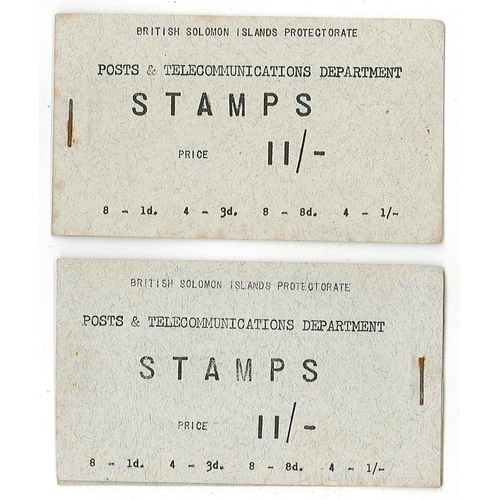 BRITISH SOLOMON ISLANDS PROTECTORATE
POSTS & TELECOMMUNICATIONS DEPARTMENT
STAMPS
PRICE 11/-
8 - 1d. 4 - 3d. 8 - 8d. 4 - 1/-
BRITISH SOLOMON ISLANDS PROTECTORATE
POSTS & TELECOMMUNICATIONS DEPARTMENT
STAMPS
PRICE 11/-
8 - 1d. 4 - 3d. 8 - 8d. 4 - 1/-